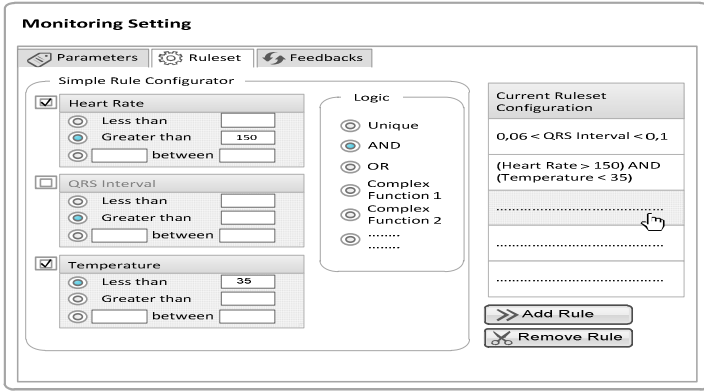 Monitoring Setting
Parameters Ruleset Feedbacks
Simple Rule Configurator
Heart Rate
Less than
Greater than 150
between
QRS Interval
Less than
Greater than
between
Temperature
Less than 35
Greater than
between
Logic
Unique
AND
OR
Complex
Function 1
Complex
Function 2
........
........
Current Ruleset
Configuration
0,06 < QRS Interval < 0,1
(Heart Rate > 150) AND
(Temperature < 35)
..........................................
..........................................
..........................................
Add Rule
Remove Rule